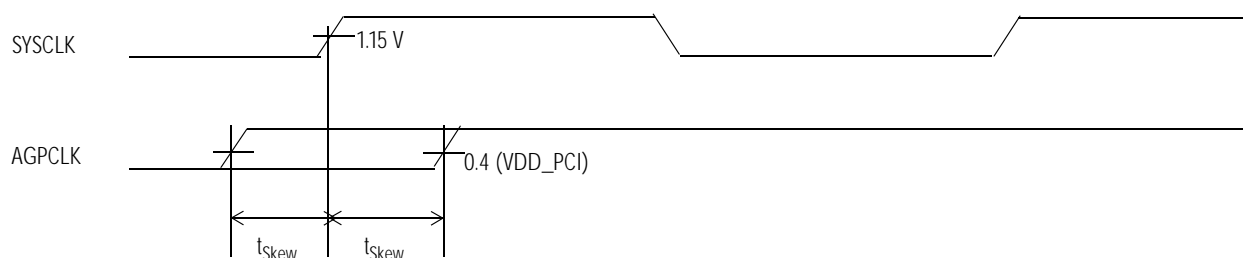 SYSCLK
1.15 V
AGPCLK
0.4 (VDD_PCI)
tSkew
tSkew